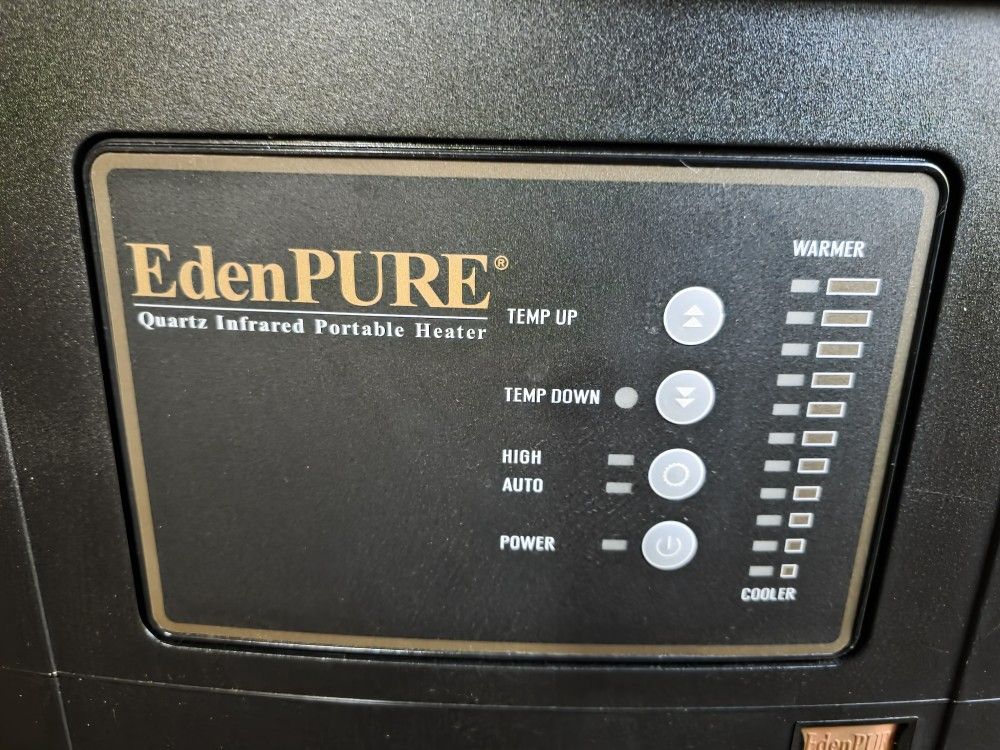 EdenPURE®
Quartz Infrared Portable Heater
WARMER
TEMP UP
TEMP DOWN
HIGH
AUTO
POWER
COOLER